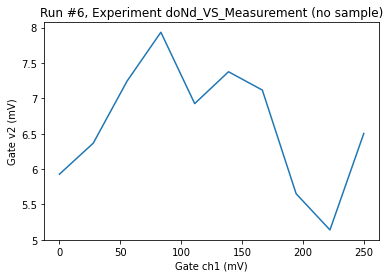 Run #6, Experiment doNd_VS_Measurement (no sample)
8
7.5
7
6.5
6
5.5
5
Gate v2 (mV)
0 50 100 150 200 250
Gate ch1 (mV)